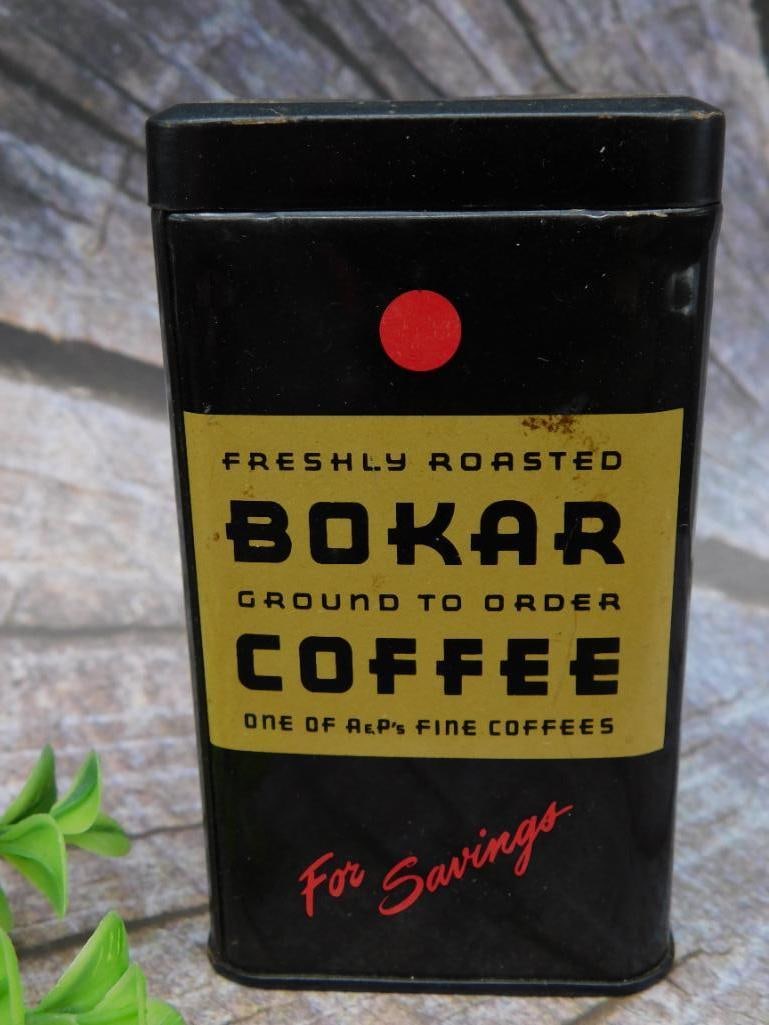 FRESHLY ROASTED
BOKAR
GROUND TO ORDER
COFFEE
ONE OF A&P's FINE COFFEES
For Savings